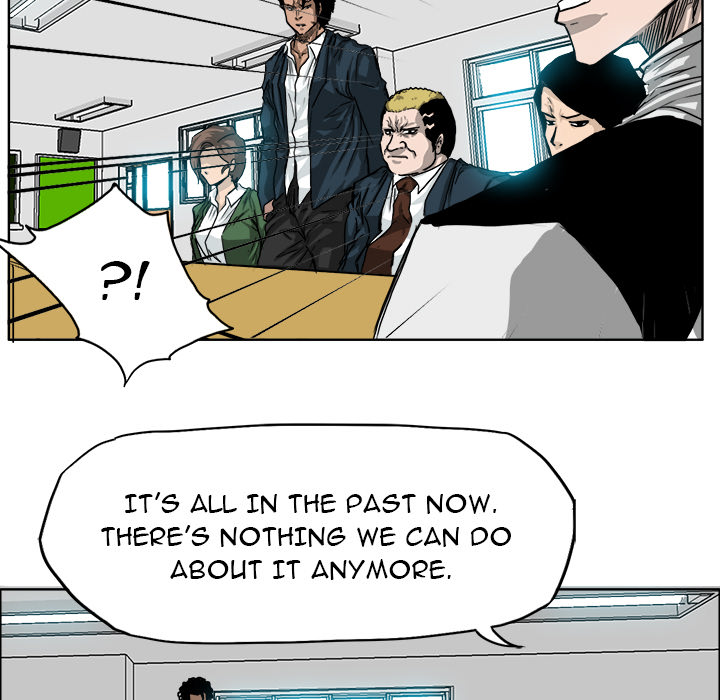 ?!
IT'S ALL IN THE PAST NOW.
THERE'S NOTHING WE CAN DO
ABOUT IT ANYMORE.